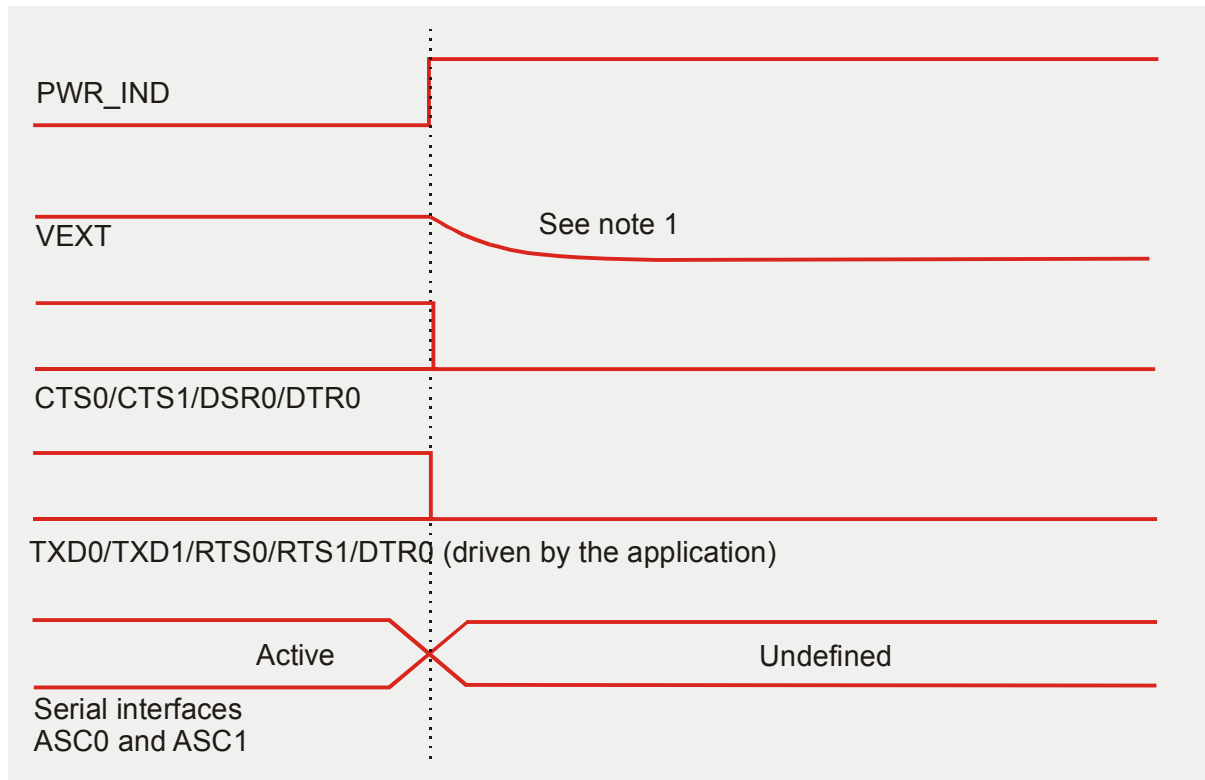 PWR_IND
VEXT
See note 1
CTS0/CTS1/DSR0/DTR0
TXD0/TXD1/RTS0/RTS1/DTR0 (driven by the application)
Active
Undefined
Serial interfaces
ASC0 and ASC1